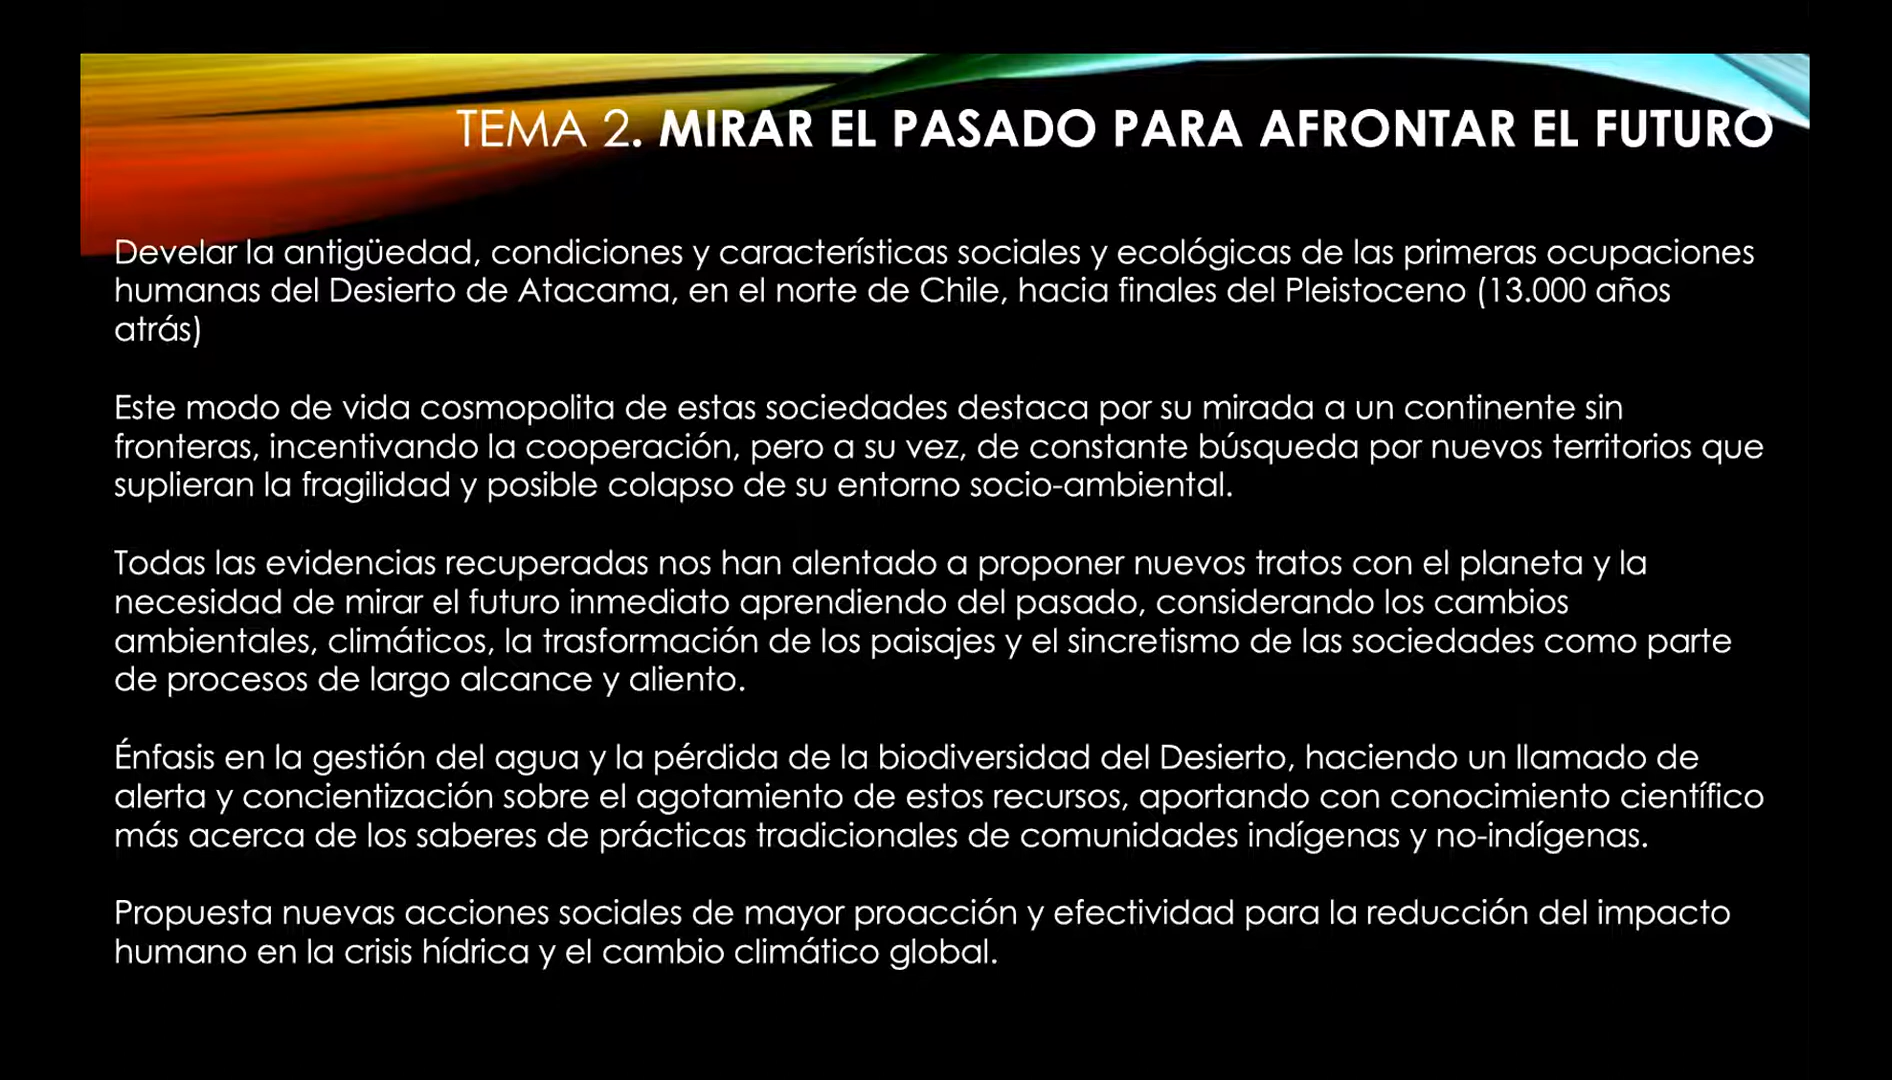 TEMA 2. MIRAR EL PASADO PARA AFRONTAR EL FUTURO
Develar la antigüedad, condiciones y características sociales y ecológicas de las primeras ocupaciones
humanas del Desierto de Atacama, en el norte de Chile, hacia finales del Pleistoceno (13.000 años
atrás)
Este modo de vida cosmopolita de estas sociedades destaca por su mirada a un continente sin
fronteras, incentivando la cooperación, pero a su vez, de constante búsqueda por nuevos territorios que
suplieran la fragilidad y posible colapso de su entorno socio-ambiental.
Todas las evidencias recuperadas nos han alentado a proponer nuevos tratos con el planeta y la
necesidad de mirar el futuro inmediato aprendiendo del pasado, considerando los cambios
ambientales, climáticos, la trasformación de los paisajes y el sincretismo de las sociedades como parte
de procesos de largo alcance y aliento.
Énfasis en la gestión del agua y la pérdida de la biodiversidad del Desierto, haciendo un llamado de
alerta y concientización sobre el agotamiento de estos recursos, aportando con conocimiento científico
más acerca de los saberes de prácticas tradicionales de comunidades indígenas y no-indígenas.
Propuesta nuevas acciones sociales de mayor proacción y efectividad para la reducción del impacto
humano en la crisis hídrica y el cambio climático global.